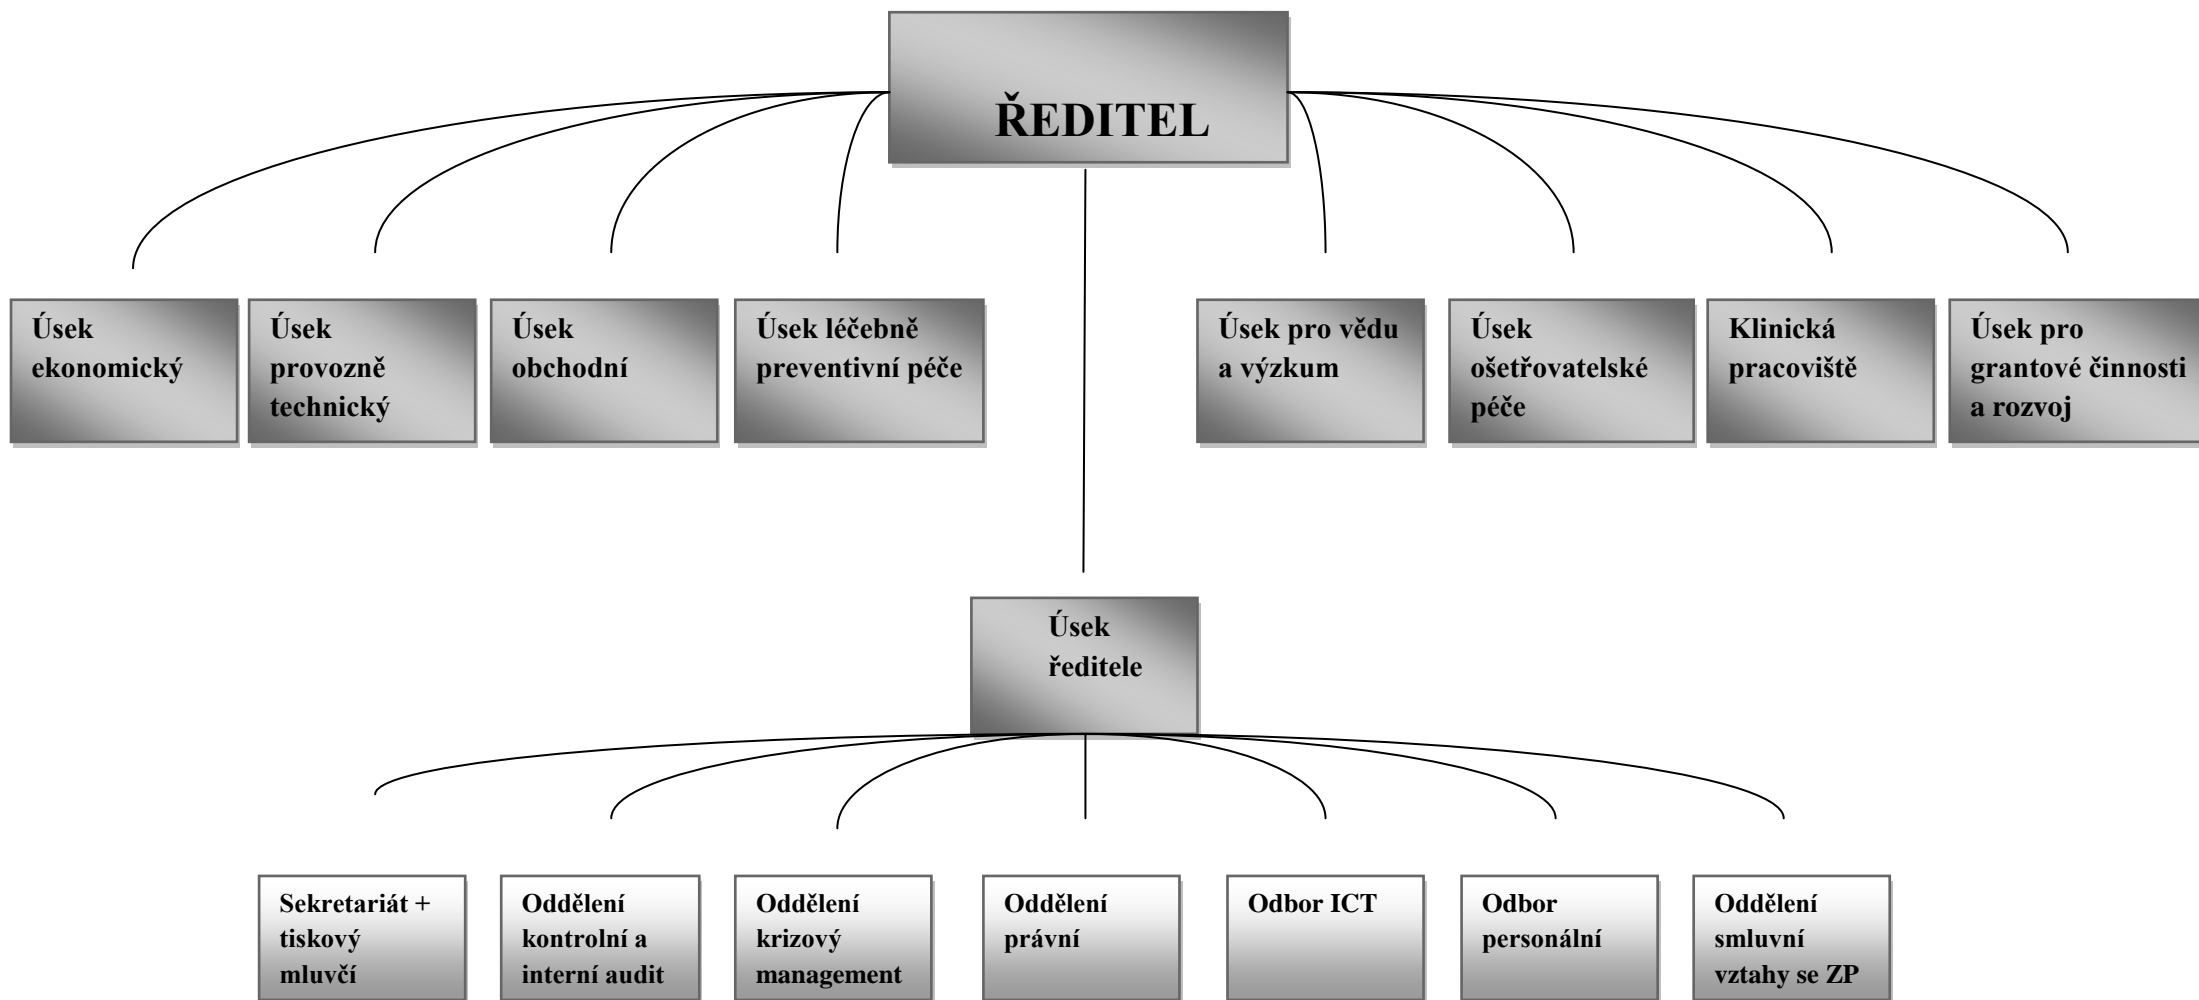 ŘEDITEL
Úsek
ekonomický
Úsek
provozně
technický
Úsek
obchodní
Úsek léčebně
preventivní péče
Úsek pro vědu
a výzkum
Úsek
ošetřovatelské
péče
Klinická
pracoviště
Úsek pro
grantové činnosti
a rozvoj
Úsek
ředitele
Sekretariát +
tiskový
mluvčí
Oddělení
kontrolní a
interní audit
Oddělení
krizový
management
Oddělení
právní
Odbor ICT
Odbor
personální
Oddělení
smluvní
vztahy se ZP